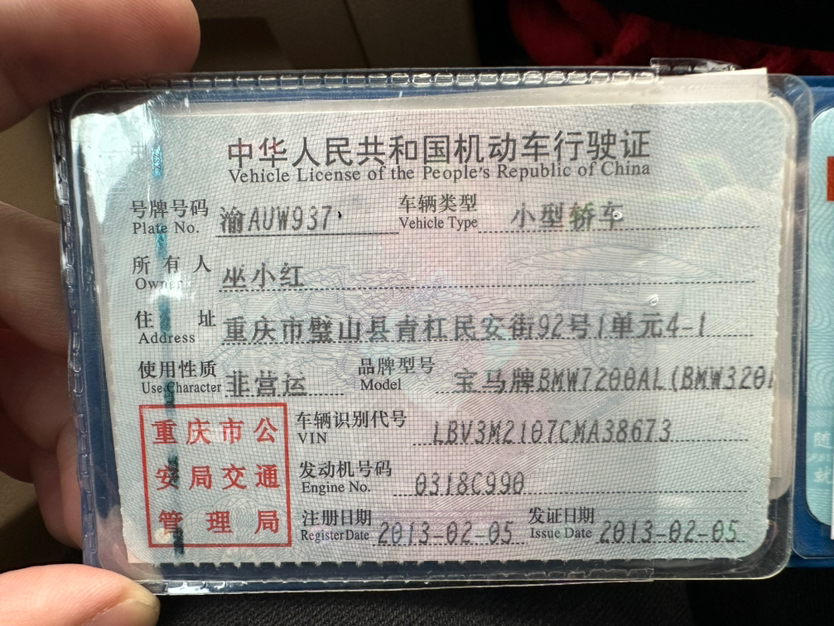 中华人民共和国机动车行驶证
Vehicle License of the People's Republic of China
号牌号码 Plate No. 渝AUW937 车辆类型 Vehicle Type 小型轿车
所有人 Owner 坐小红
住址 Address 重庆市璧山县青杠民安街92号1单元4-1
使用性质 Use Character 非营运 品牌型号 Model 宝马牌BMW7200AL(BMW320i
车辆识别代号 VIN LBV3M2107CMA38673
发动机号码 Engine No. 0318C990
注册日期 Register Date 2013-02-05 发证日期 Issue Date 2013-02-05
重庆市公
安局交通
管理局